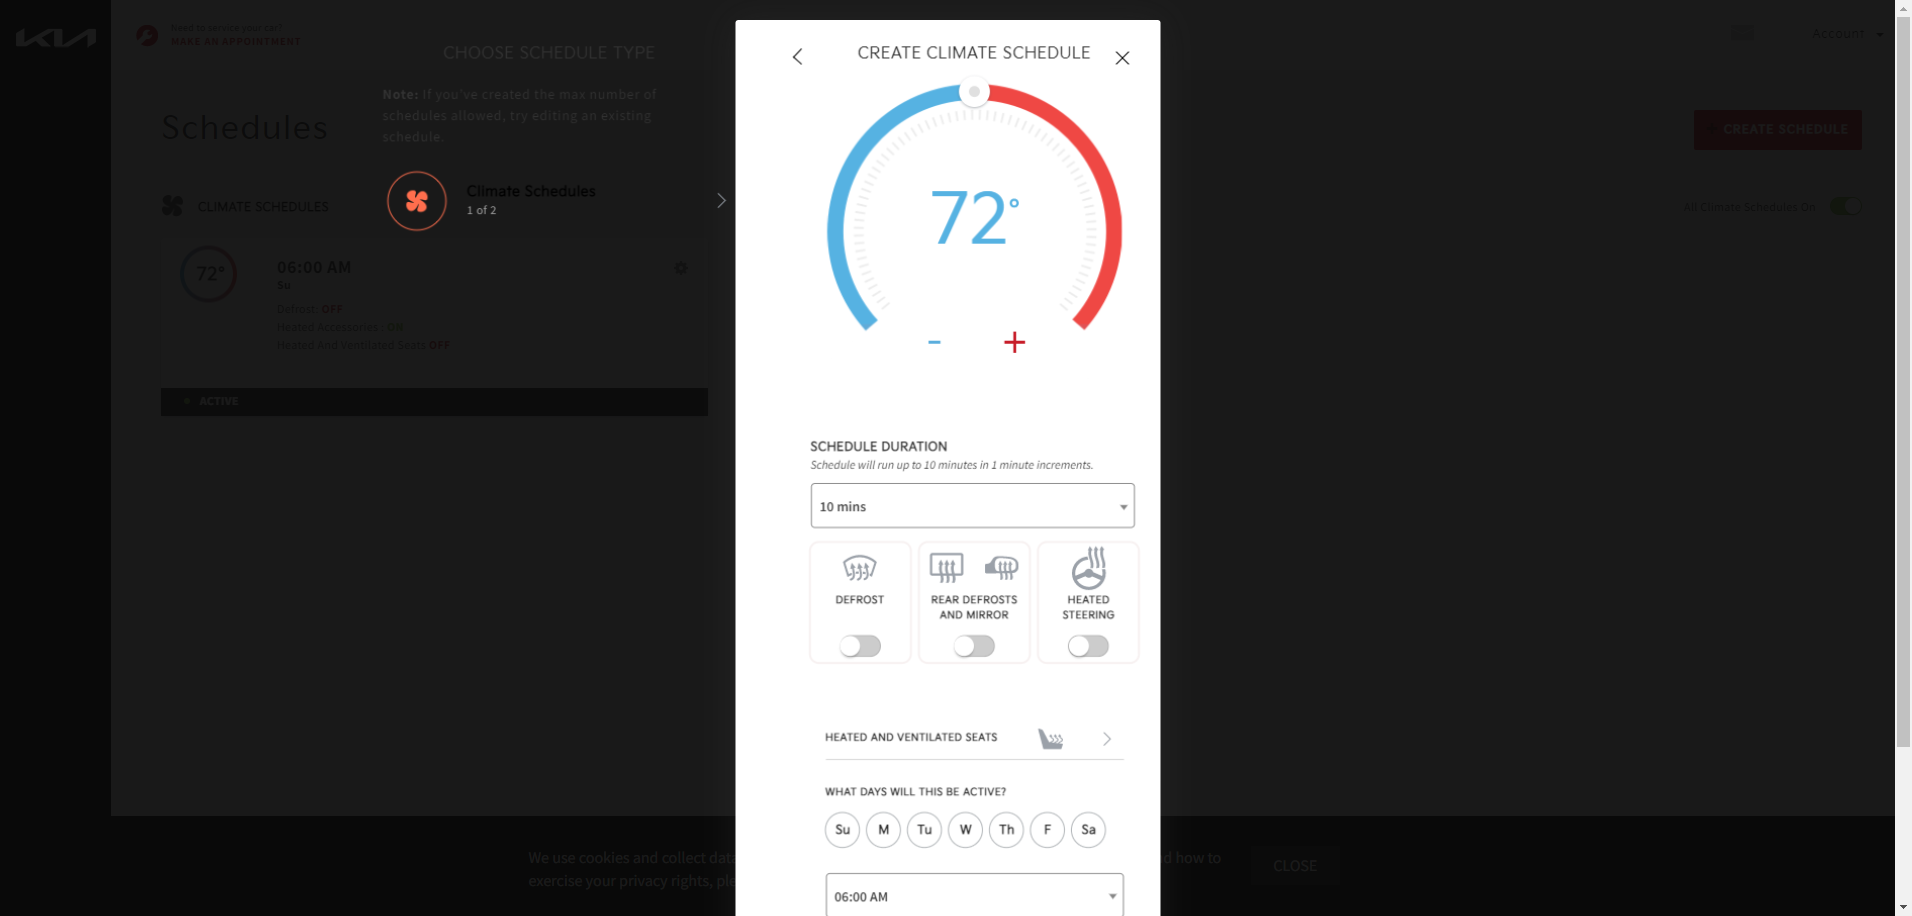 KIA
Need to service your car?
MAKE AN APPOINTMENT
Account
CHOOSE SCHEDULE TYPE
Note: If you've created the max number of
schedules allowed, try editing an existing
schedule.
Schedules
CREATE SCHEDULE
CLIMATE SCHEDULES
Climate Schedules
1 of 2
All Climate Schedules On
72°
06:00 AM
Su
Defrost: OFF
Heated Accessories : ON
Heated And Ventilated Seats OFF
ACTIVE
CREATE CLIMATE SCHEDULE
72°
-
+
SCHEDULE DURATION
Schedule will run up to 10 minutes in 1 minute increments.
10 mins
DEFROST
REAR DEFROSTS
AND MIRROR
HEATED
STEERING
HEATED AND VENTILATED SEATS
WHAT DAYS WILL THIS BE ACTIVE?
Su M Tu W Th F Sa
06:00 AM
We use cookies and collect data
d how to
exercise your privacy rights, ple
CLOSE